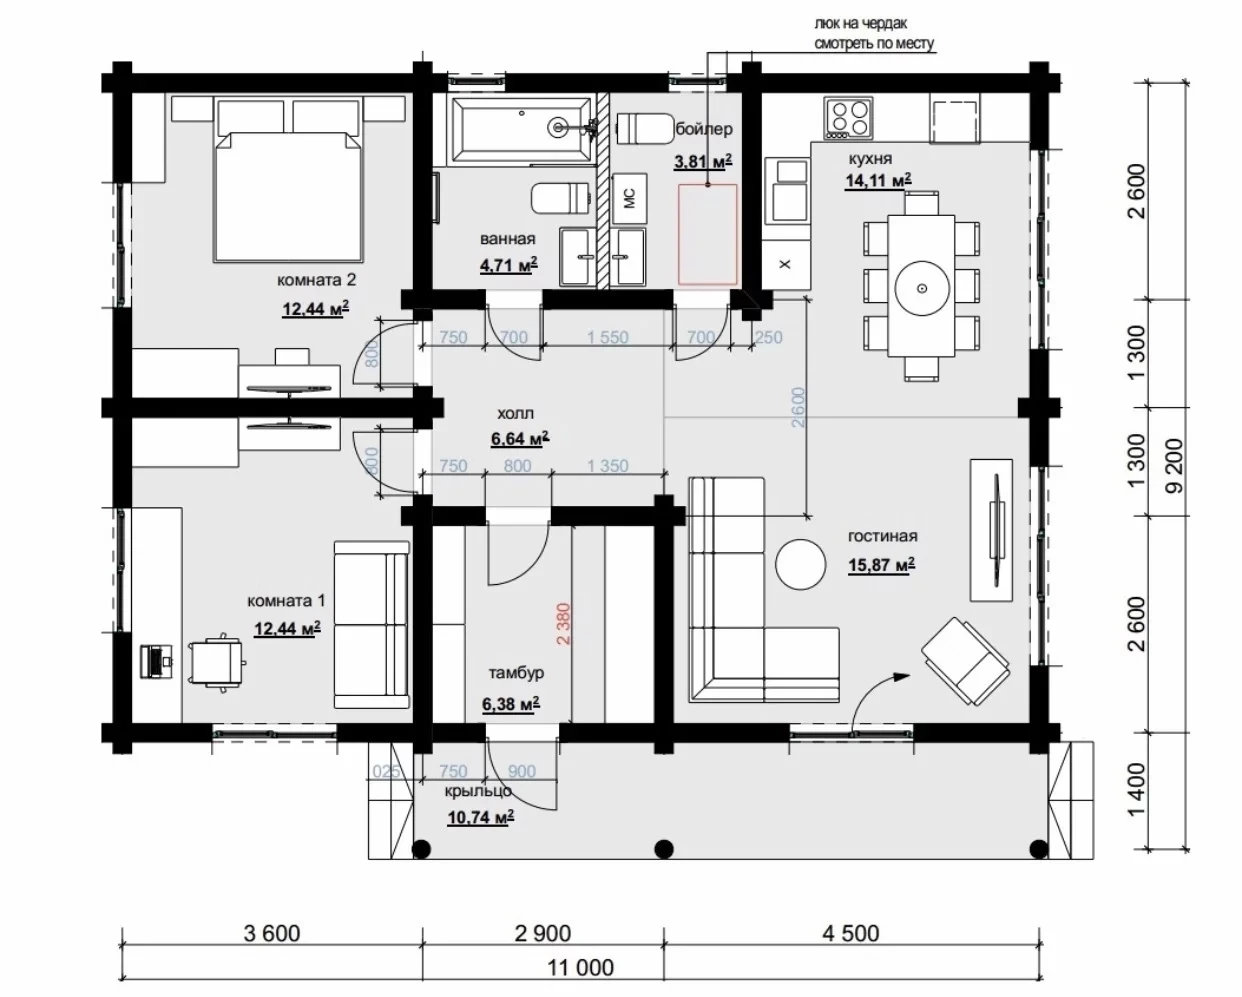 люк на чердак
смотреть по месту
бойлер
3,81 м²
кухня
14,11 м²
МС
ванная
4,71 м²
X
комната 2
12,44 м²
750
700
1 550
700
250
800
2 600
холл
6,64 м²
750
800
1 350
800
гостиная
15,87 м²
комната 1
12,44 м²
2 380
тамбур
6,38 м²
025
750
900
крыльцо
10,74 м²
2 600
1 300
1 300
2 600
1 400
9 200
3 600
2 900
4 500
11 000